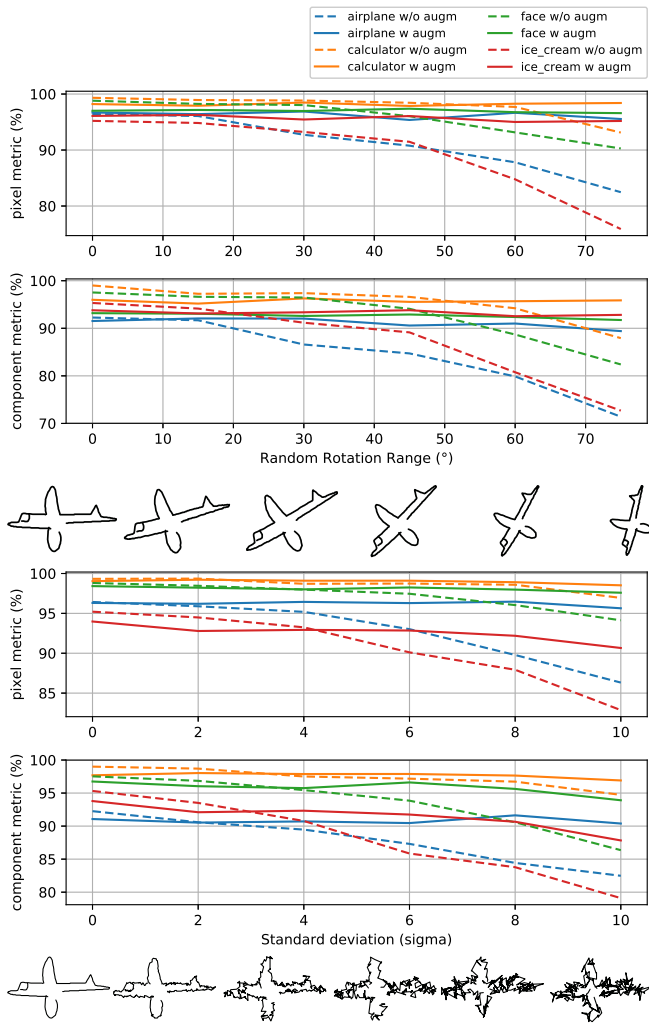 airplane w/o augm
airplane w augm
calculator w/o augm
calculator w augm
face w/o augm
face w augm
ice_cream w/o augm
ice_cream w augm
pixel metric (%)
100
90
80
0 10 20 30 40 50 60 70
component metric (%)
100
90
80
70
0 10 20 30 40 50 60 70
Random Rotation Range (°)
pixel metric (%)
100
95
90
85
0 2 4 6 8 10
component metric (%)
100
95
90
85
80
0 2 4 6 8 10
Standard deviation (sigma)